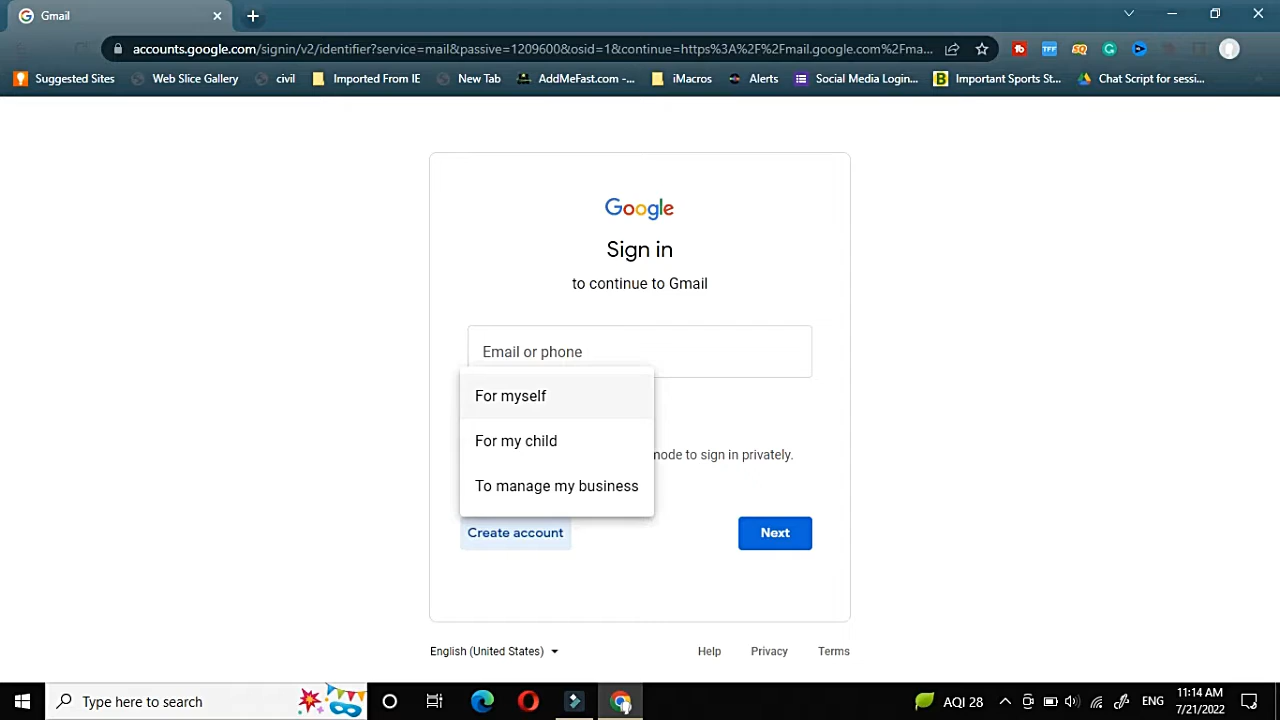 Gmail
accounts.google.com/signin/v2/identifier?service=mail&passive=1209600&osid=1&continue=https%3A%2F%2Fmail.google.com%2Fma...
Suggested Sites
Web Slice Gallery
civil
Imported From IE
New Tab
AddMeFast.com -...
iMacros
Alerts
Social Media Login...
B
Important Sports St...
Chat Script for sessi...
TFF
SQ
Google
Sign in
to continue to Gmail
Email or phone
For myself
For my child
mode to sign in privately.
To manage my business
Create account
Next
English (United States)
Help
Privacy
Terms
Type here to search
AQI 28
ENG
11:14 AM
7/21/2022